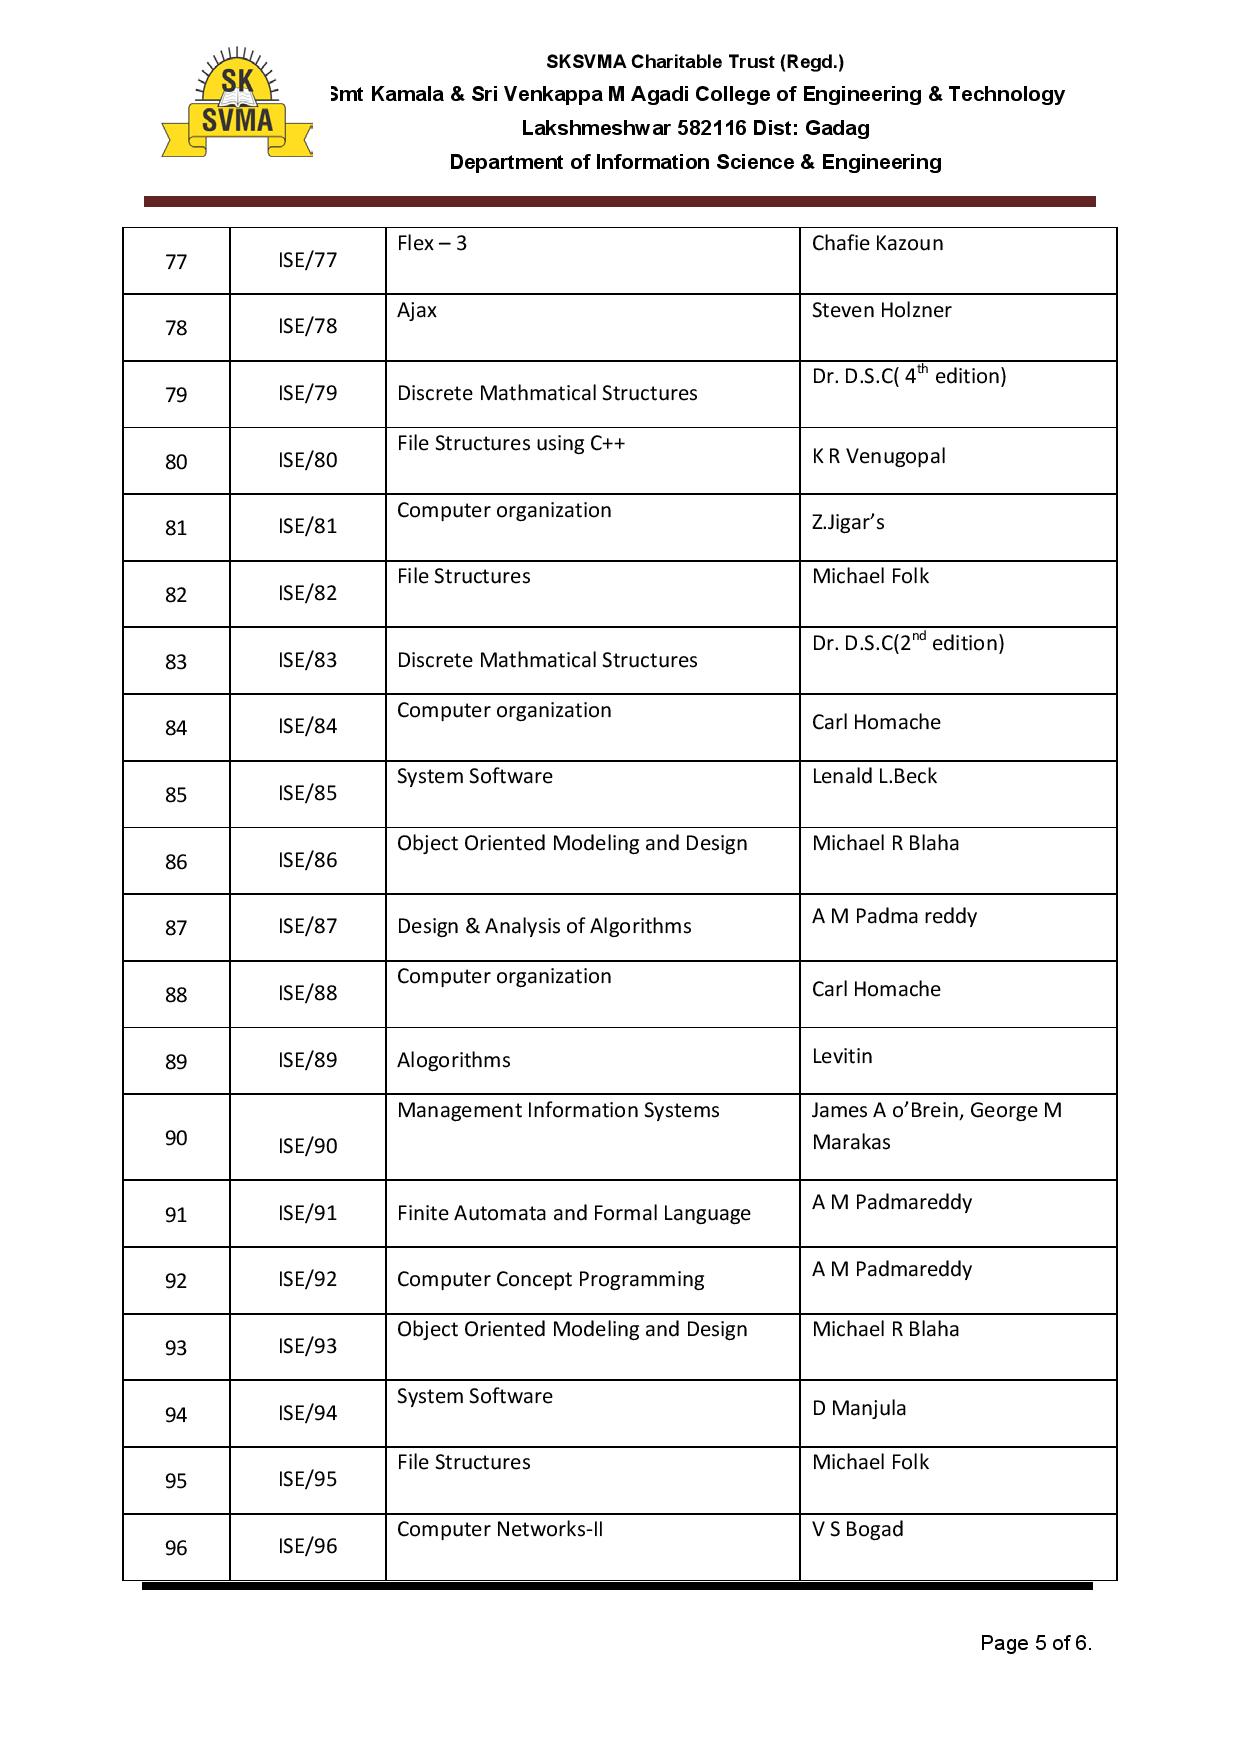 SK
SVMA
SKSVMA Charitable Trust (Regd.)
Smt Kamala & Sri Venkappa M Agadi College of Engineering & Technology
Lakshmeshwar 582116 Dist: Gadag
Department of Information Science & Engineering
77 ISE/77 Flex – 3 Chafie Kazoun
78 ISE/78 Ajax Steven Holzner
79 ISE/79 Discrete Mathmatical Structures Dr. D.S.C( 4th edition)
80 ISE/80 File Structures using C++ K R Venugopal
81 ISE/81 Computer organization Z.Jigar’s
82 ISE/82 File Structures Michael Folk
83 ISE/83 Discrete Mathmatical Structures Dr. D.S.C(2nd edition)
84 ISE/84 Computer organization Carl Homache
85 ISE/85 System Software Lenald L.Beck
86 ISE/86 Object Oriented Modeling and Design Michael R Blaha
87 ISE/87 Design & Analysis of Algorithms A M Padma reddy
88 ISE/88 Computer organization Carl Homache
89 ISE/89 Alogorithms Levitin
90 ISE/90 Management Information Systems James A o’Brein, George M
Marakas
91 ISE/91 Finite Automata and Formal Language A M Padmareddy
92 ISE/92 Computer Concept Programming A M Padmareddy
93 ISE/93 Object Oriented Modeling and Design Michael R Blaha
94 ISE/94 System Software D Manjula
95 ISE/95 File Structures Michael Folk
96 ISE/96 Computer Networks-II V S Bogad
Page 5 of 6.